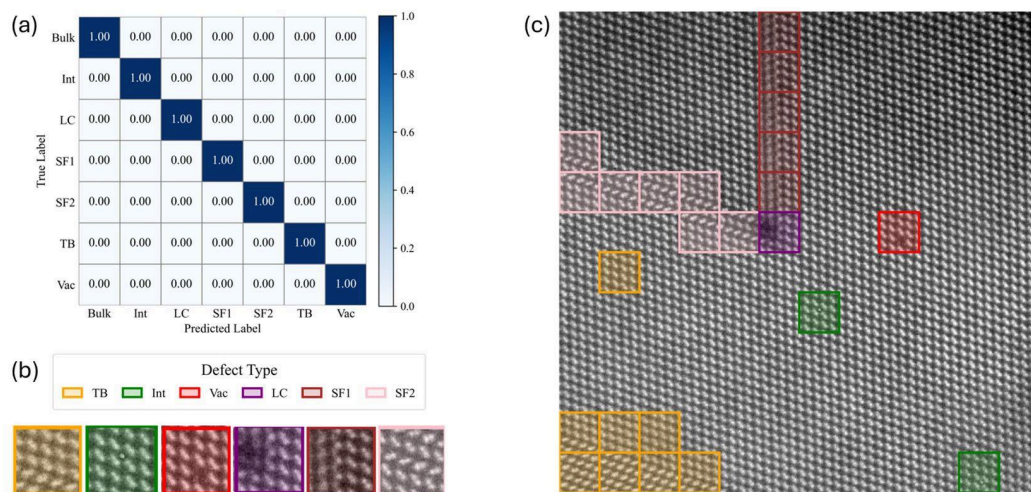 (a)
Bulk 1.00 0.00 0.00 0.00 0.00 0.00 0.00
Int 0.00 1.00 0.00 0.00 0.00 0.00 0.00
LC 0.00 0.00 1.00 0.00 0.00 0.00 0.00
SF1 0.00 0.00 0.00 1.00 0.00 0.00 0.00
SF2 0.00 0.00 0.00 0.00 1.00 0.00 0.00
TB 0.00 0.00 0.00 0.00 0.00 1.00 0.00
Vac 0.00 0.00 0.00 0.00 0.00 0.00 1.00
True Label
Bulk Int LC SF1 SF2 TB Vac
Predicted Label
1.0
0.8
0.6
0.4
0.2
0.0
(b)
Defect Type
TB Int Vac LC SF1 SF2
(c)